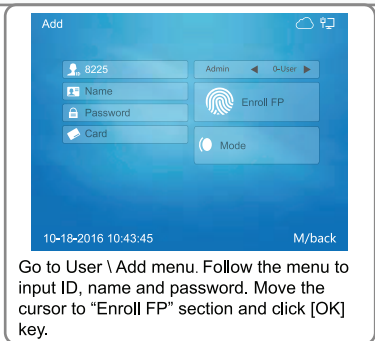 Add
8225
Admin ◀ 0-User ▶
Name
Enroll FP
Password
Card
Mode
10-18-2016 10:43:45
M/back
Go to User \ Add menu. Follow the menu to
input ID, name and password. Move the
cursor to “Enroll FP” section and click [OK]
key.